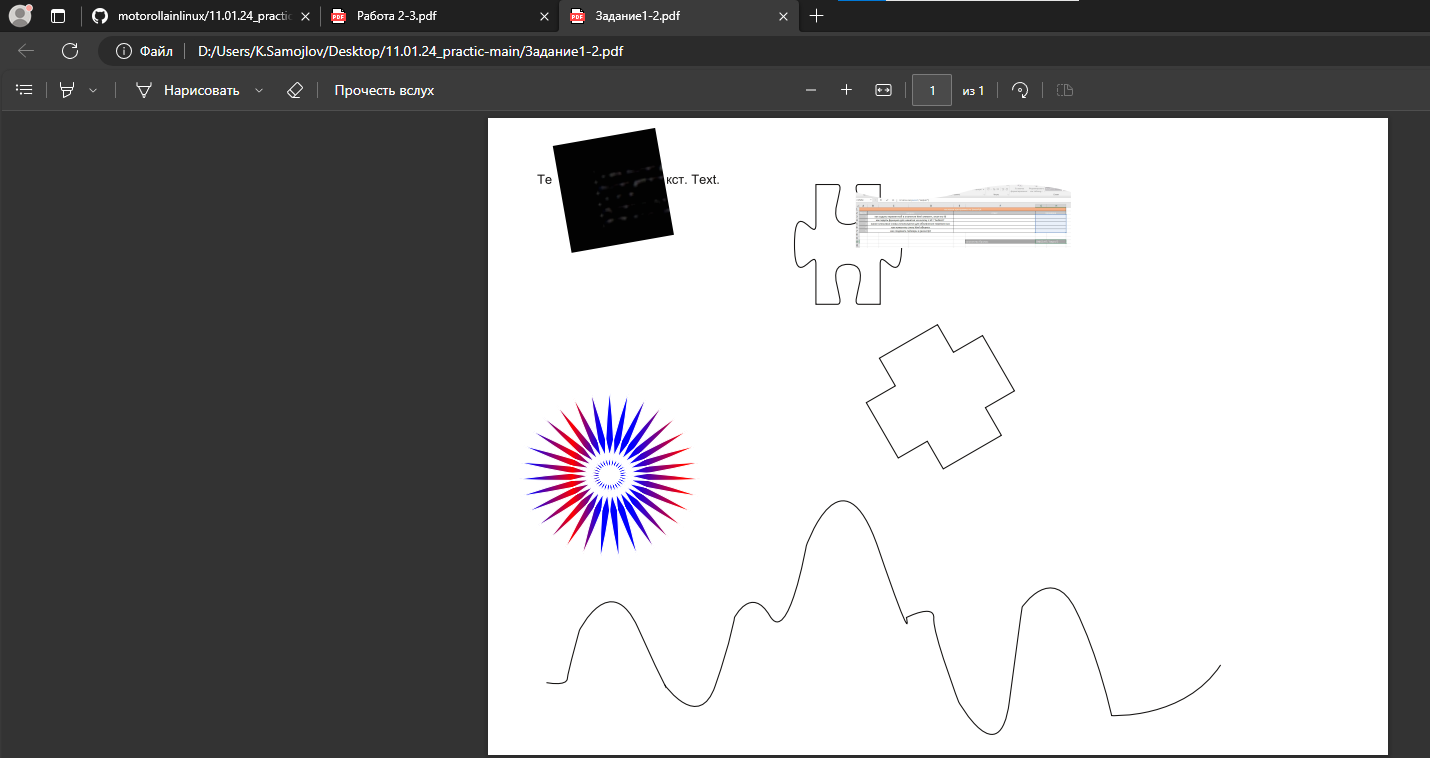 motorollainlinux/11.01.24_practic
Работа 2-3.pdf
Задание1-2.pdf
Файл
D:/Users/K.Samojlov/Desktop/11.01.24_practic-main/Задание1-2.pdf
Нарисовать
Прочесть вслух
1
из 1
Те
кст. Text.